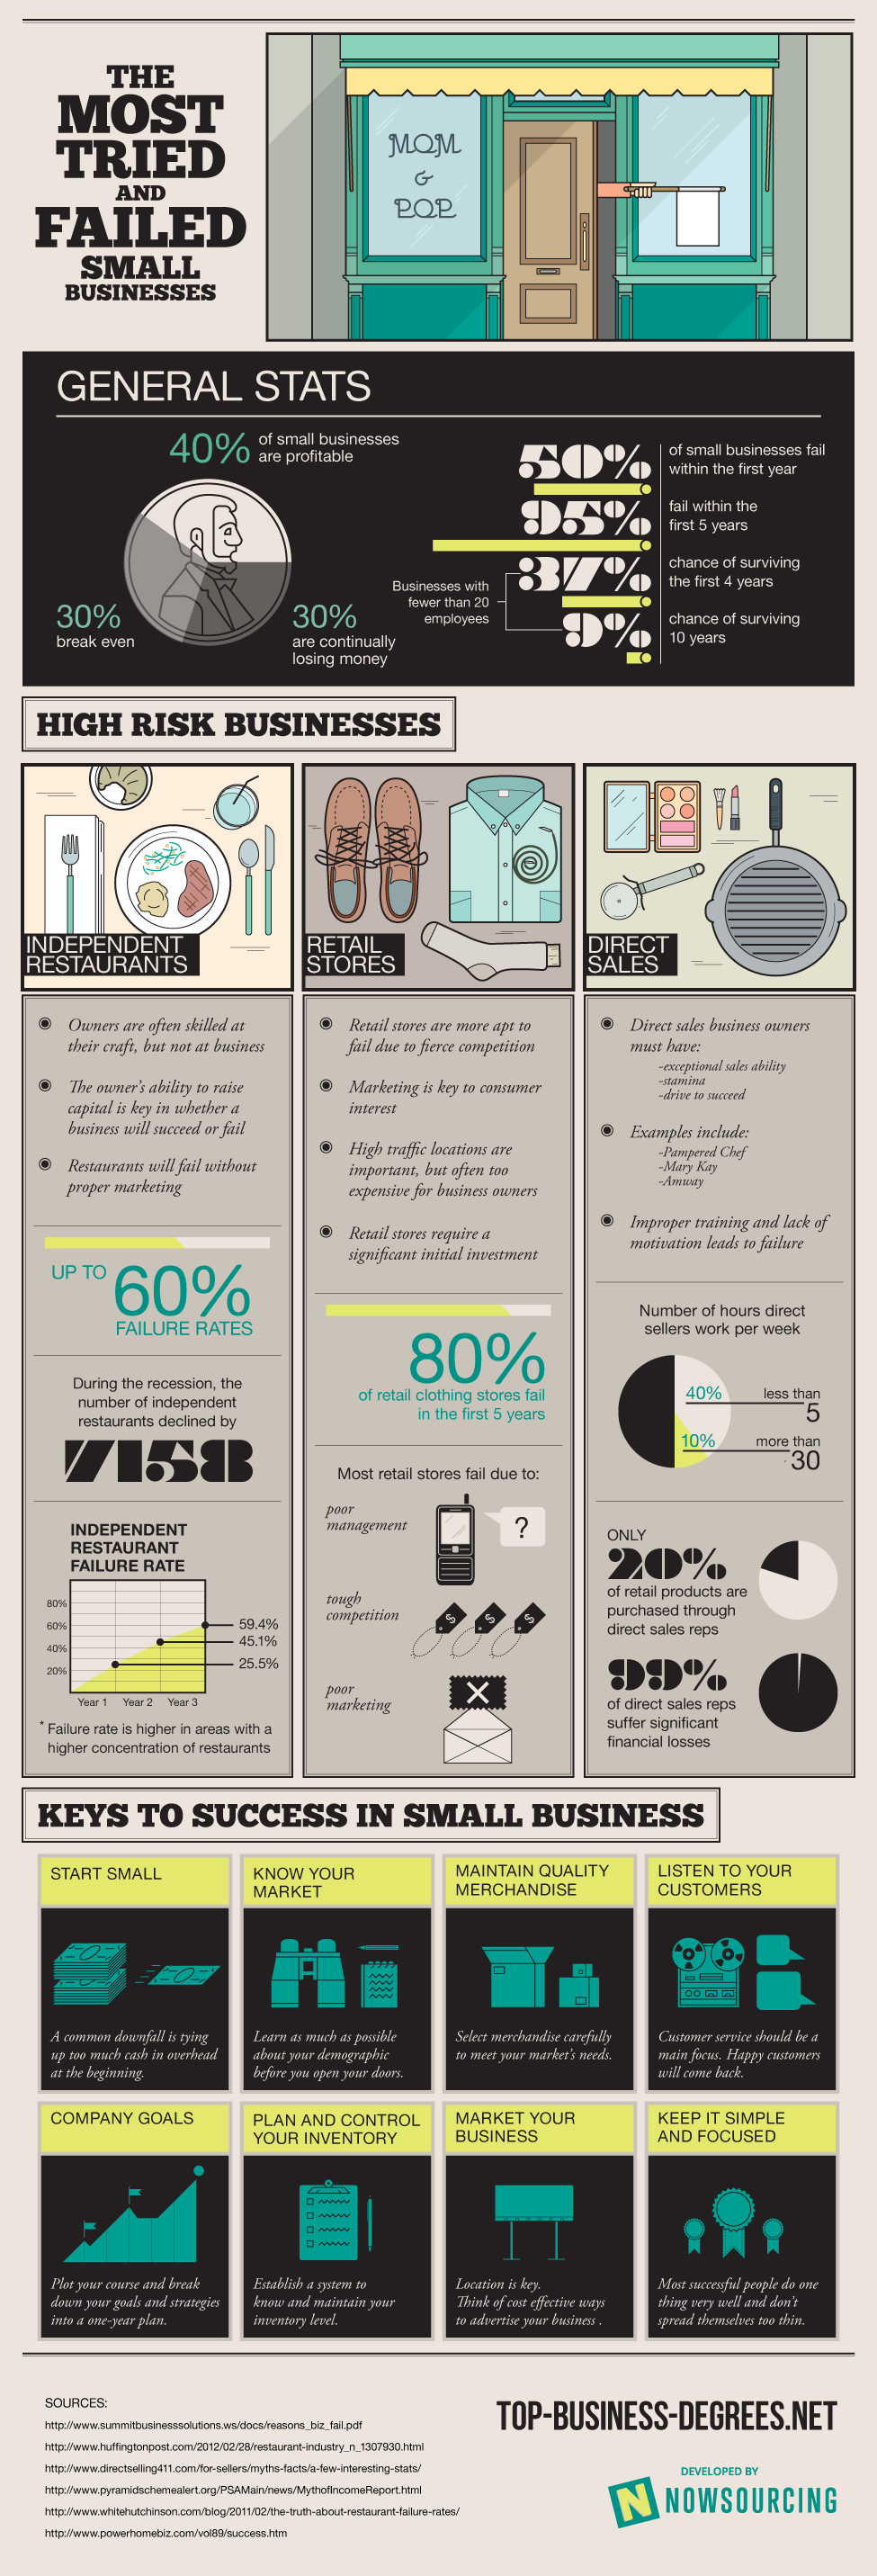 THE
MOST
TRIED
AND
FAILED
SMALL
BUSINESSES
MOM
&
POP
GENERAL STATS
40% of small businesses
are profitable
30%
break even
30%
are continually
losing money
50% of small businesses fail
within the first year
95% fail within the
first 5 years
Businesses with
fewer than 20
employees
37% chance of surviving
the first 4 years
9% chance of surviving
10 years
HIGH RISK BUSINESSES
INDEPENDENT
RESTAURANTS
Owners are often skilled at
their craft, but not at business
The owner's ability to raise
capital is key in whether a
business will succeed or fail
Restaurants will fail without
proper marketing
UP TO 60%
FAILURE RATES
During the recession, the
number of independent
restaurants declined by
7158
INDEPENDENT
RESTAURANT
FAILURE RATE
80%
60%
40%
20%
59.4%
45.1%
25.5%
Year 1 Year 2 Year 3
* Failure rate is higher in areas with a
higher concentration of restaurants
RETAIL
STORES
Retail stores are more apt to
fail due to fierce competition
Marketing is key to consumer
interest
High traffic locations are
important, but often too
expensive for business owners
Retail stores require a
significant initial investment
80%
of retail clothing stores fail
in the first 5 years
Most retail stores fail due to:
poor
management
?
tough
competition
$ $ $
poor
marketing
DIRECT
SALES
Direct sales business owners
must have:
-exceptional sales ability
-stamina
-drive to succeed
Examples include:
-Pampered Chef
-Mary Kay
-Amway
Improper training and lack of
motivation leads to failure
Number of hours direct
sellers work per week
40% less than
5
10% more than
30
ONLY
20%
of retail products are
purchased through
direct sales reps
99%
of direct sales reps
suffer significant
financial losses
KEYS TO SUCCESS IN SMALL BUSINESS
START SMALL
A common downfall is tying
up too much cash in overhead
at the beginning.
KNOW YOUR
MARKET
Learn as much as possible
about your demographic
before you open your doors.
MAINTAIN QUALITY
MERCHANDISE
Select merchandise carefully
to meet your market's needs.
LISTEN TO YOUR
CUSTOMERS
Customer service should be a
main focus. Happy customers
will come back.
COMPANY GOALS
Plot your course and break
down your goals and strategies
into a one-year plan.
PLAN AND CONTROL
YOUR INVENTORY
Establish a system to
know and maintain your
inventory level.
MARKET YOUR
BUSINESS
Location is key.
Think of cost effective ways
to advertise your business .
KEEP IT SIMPLE
AND FOCUSED
Most successful people do one
thing very well and don't
spread themselves too thin.
SOURCES:
http://www.summitbusinesssolutions.ws/docs/reasons_biz_fail.pdf
http://www.huffingtonpost.com/2012/02/28/restaurant-industry_n_1307930.html
http://www.directselling411.com/for-sellers/myths-facts/a-few-interesting-stats/
http://www.pyramidschemealert.org/PSAMain/news/MythofIncomeReport.html
http://www.whitehutchinson.com/blog/2011/02/the-truth-about-restaurant-failure-rates/
http://www.powerhomebiz.com/vol89/success.htm
TOP-BUSINESS-DEGREES.NET
DEVELOPED BY
N NOWSOURCING